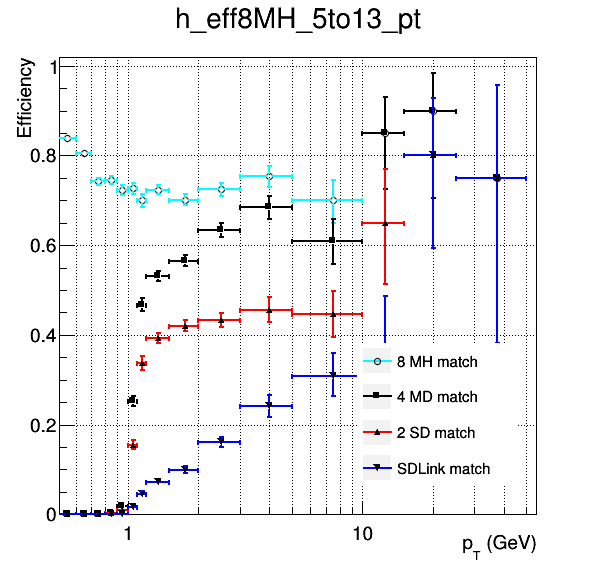 h_eff8MH_5to13_pt
Efficiency
1
0.8
0.6
0.4
0.2
0
8 MH match
4 MD match
2 SD match
SDLink match
1
10
p_T (GeV)